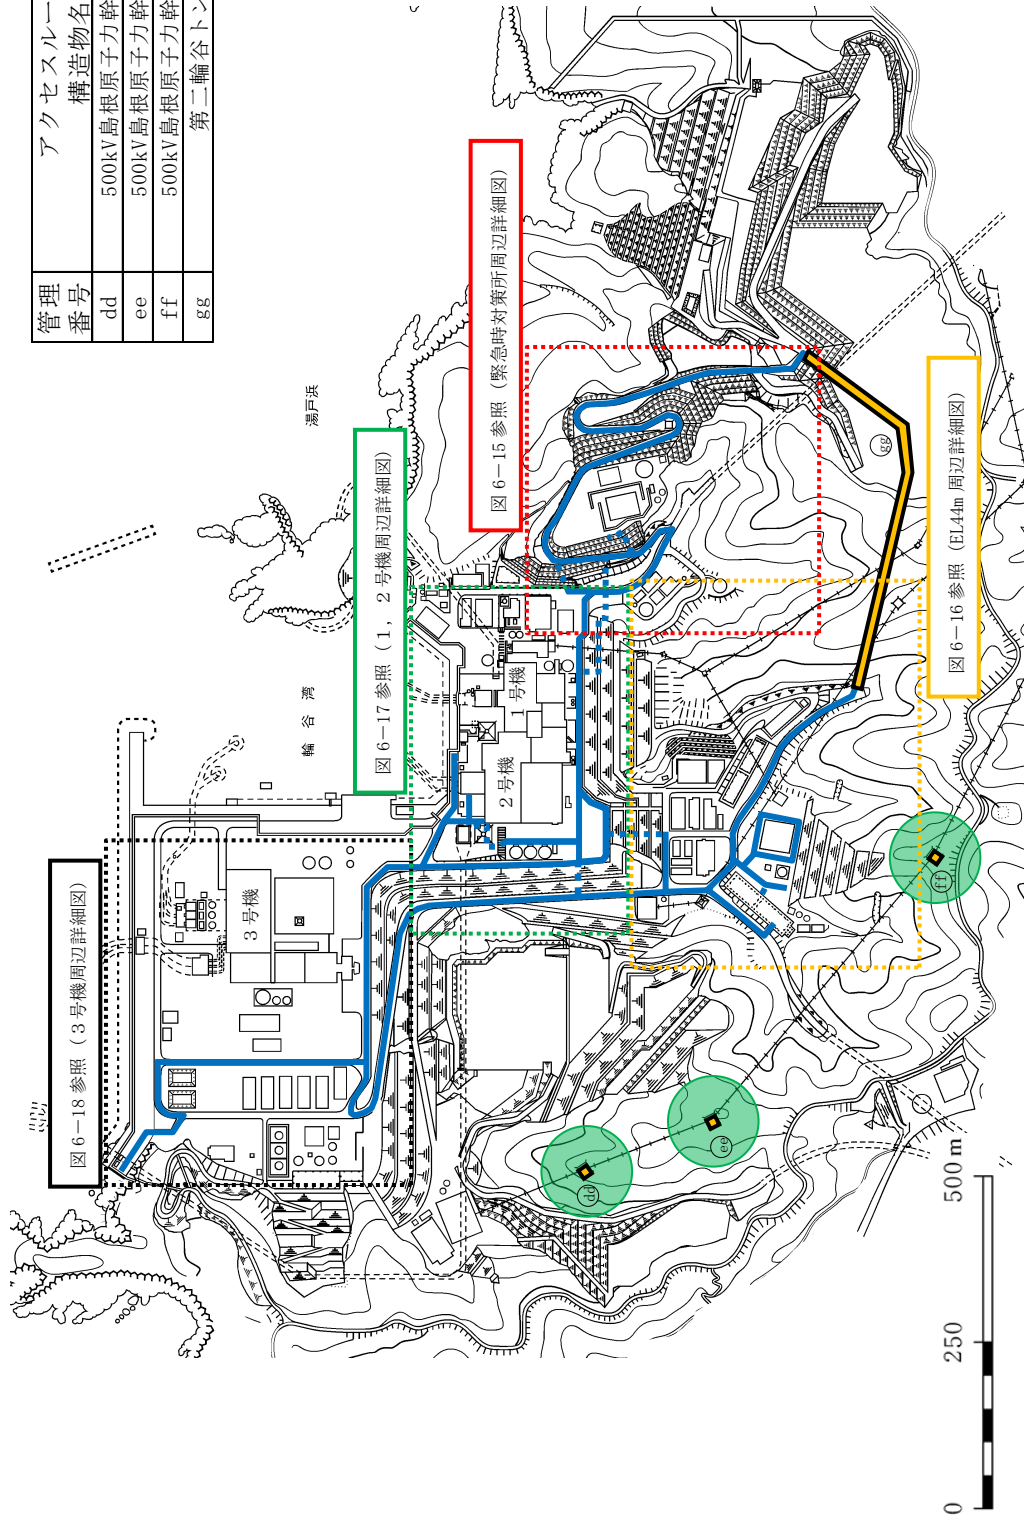 アクセスルー
構造物名
管理
番号
dd 500kV島根原子力幹
ee 500kV島根原子力幹
ff 500kV島根原子力幹
gg 第二輪谷トン
湯戸浜
輪谷湾
図6－18参照（3号機周辺詳細図）
図6－17参照（1，2号機周辺詳細図）
図6－15参照（緊急時対策所周辺詳細図）
図6－16参照（EL44m周辺詳細図）
3号機
2号機
1号機
gg
ff
ee
dd
0 250 500m